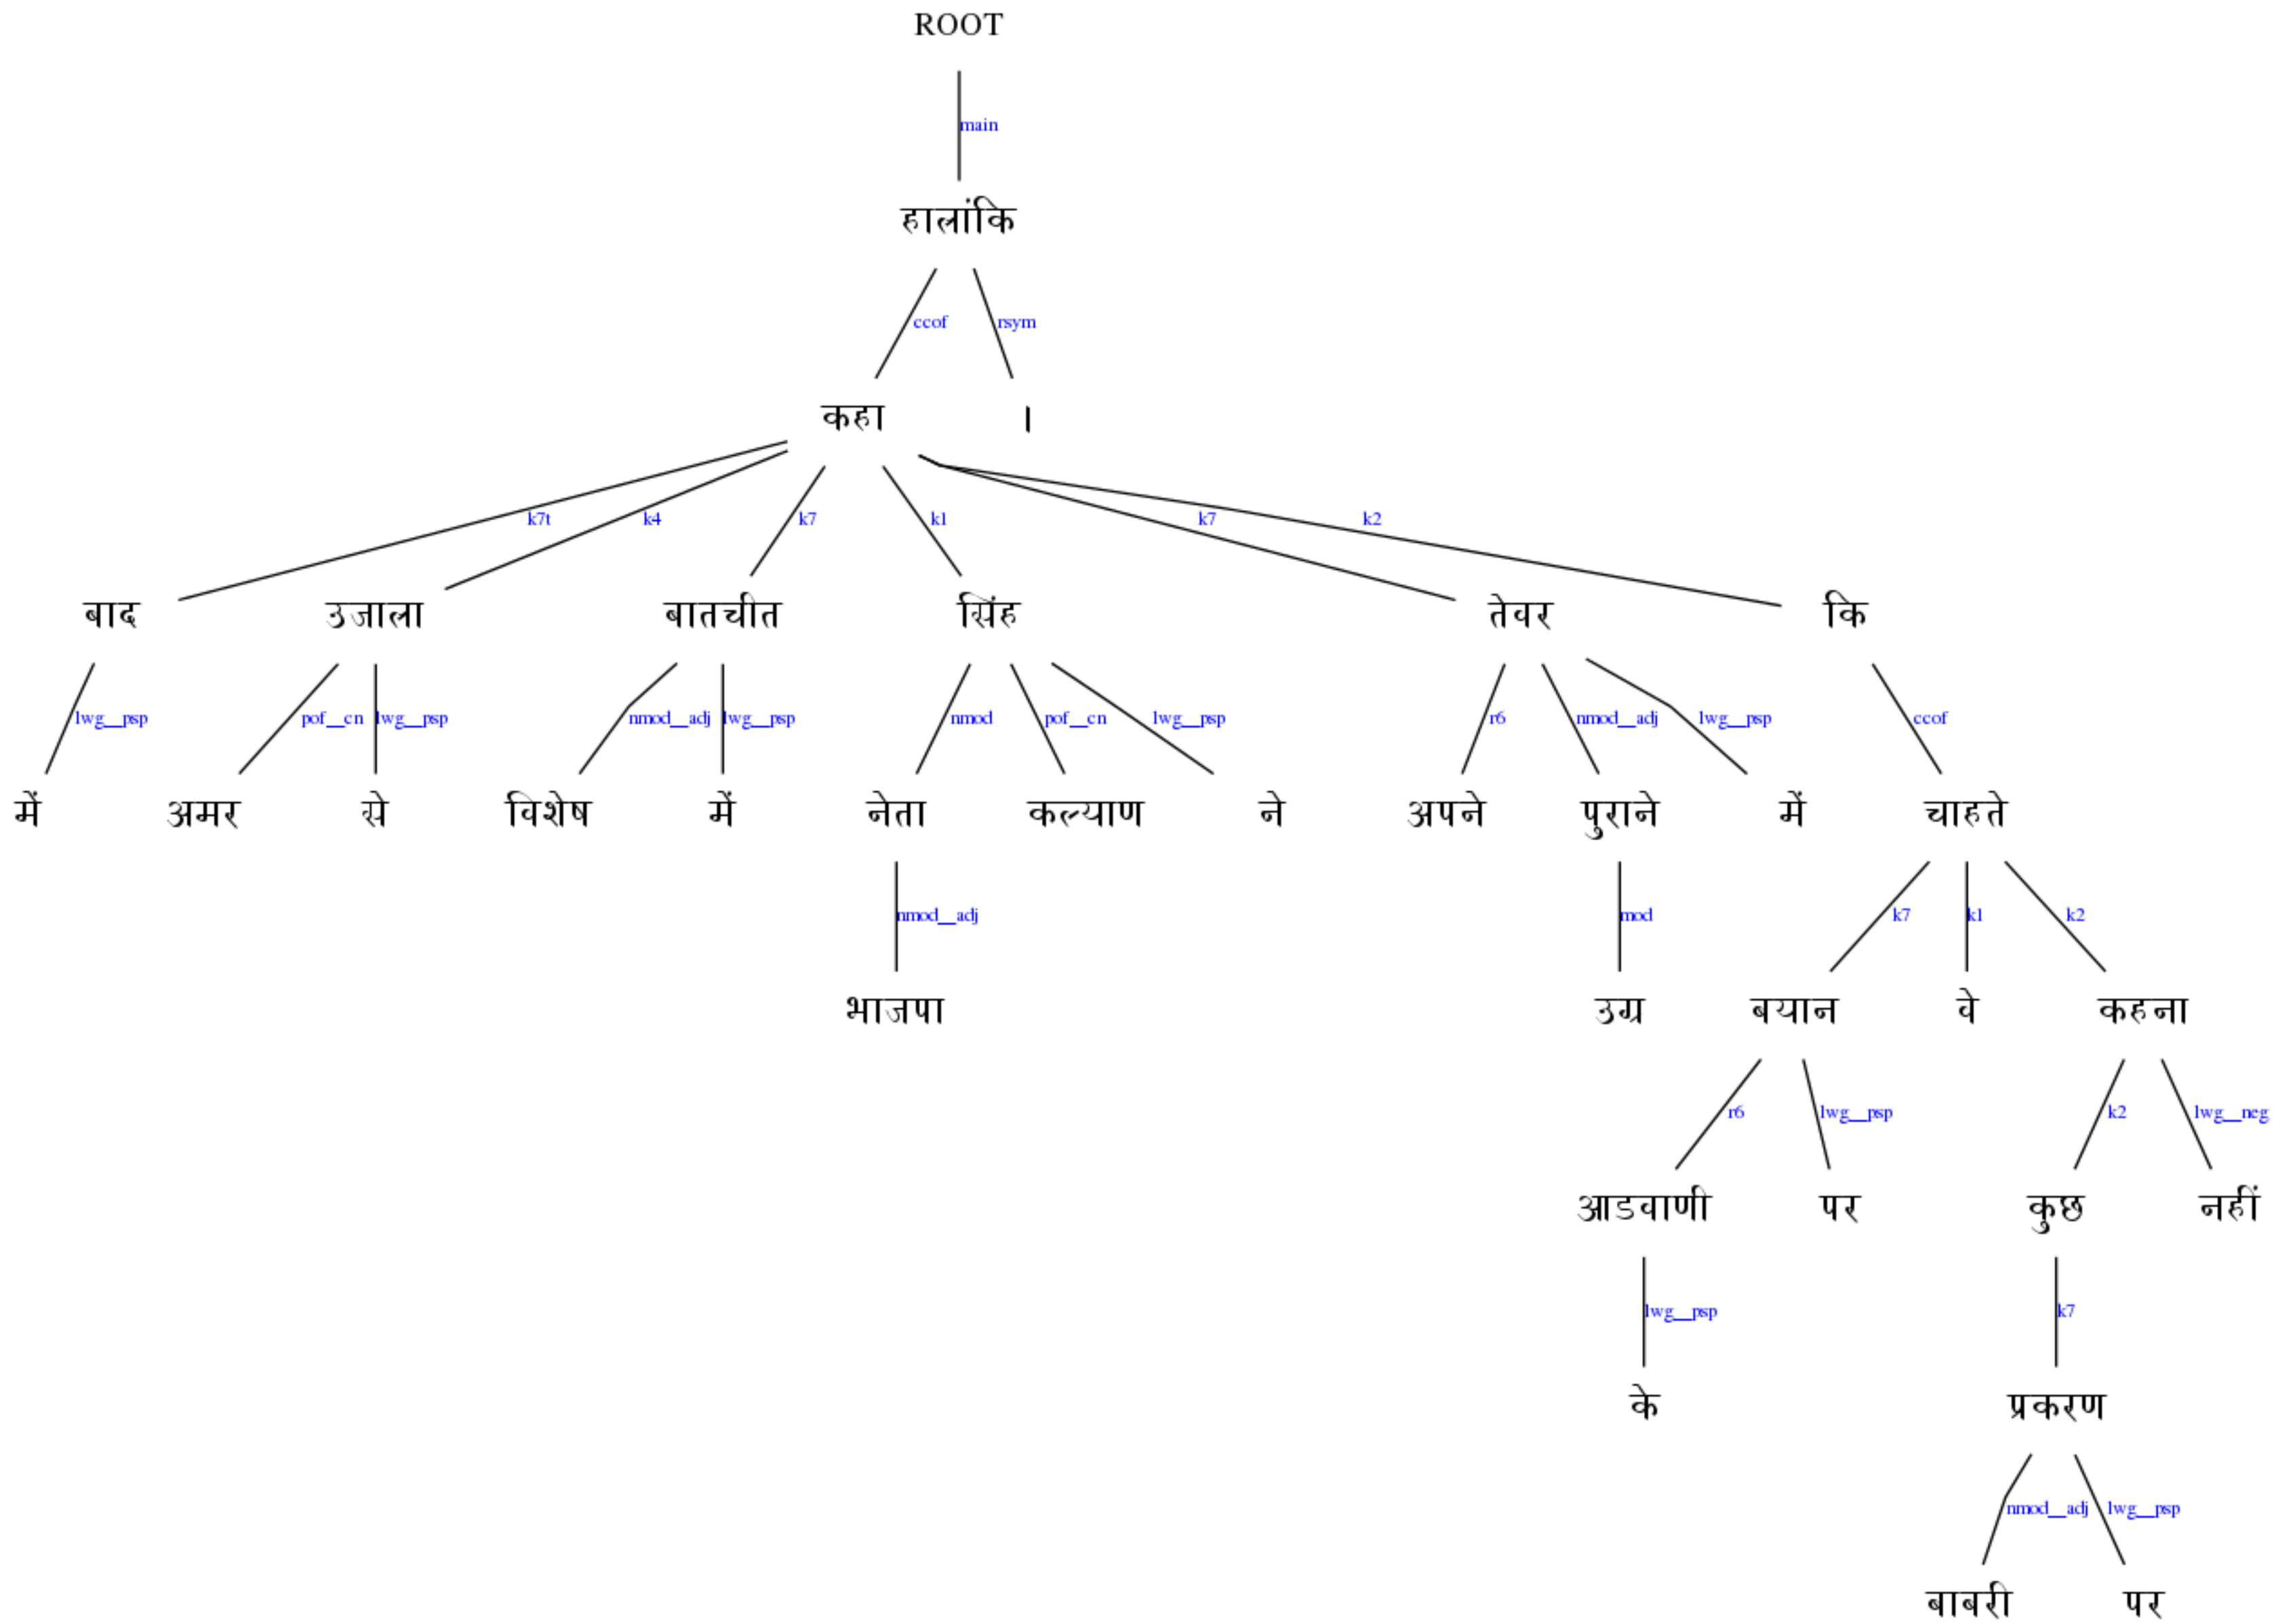 ROOT
main
हालांकि
ccof rsym
कहा ।
k7t k4 k7 k1 k7 k2
बाद उजाला बातचीत सिंह तेवर कि
lwg__psp pof__cn lwg__psp nmod__adj lwg__psp nmod pof__cn lwg__psp r6 nmod__adj lwg__psp ccof
में अमर से विशेष में नेता कल्याण ने अपने पुराने में चाहते
nmod__adj mod k7 k1 k2
भाजपा उग्र बयान वे कहना
r6 lwg__psp k2 lwg__neg
आडवाणी पर कुछ नहीं
lwg__psp k7
के प्रकरण
nmod__adj lwg__psp
बाबरी पर